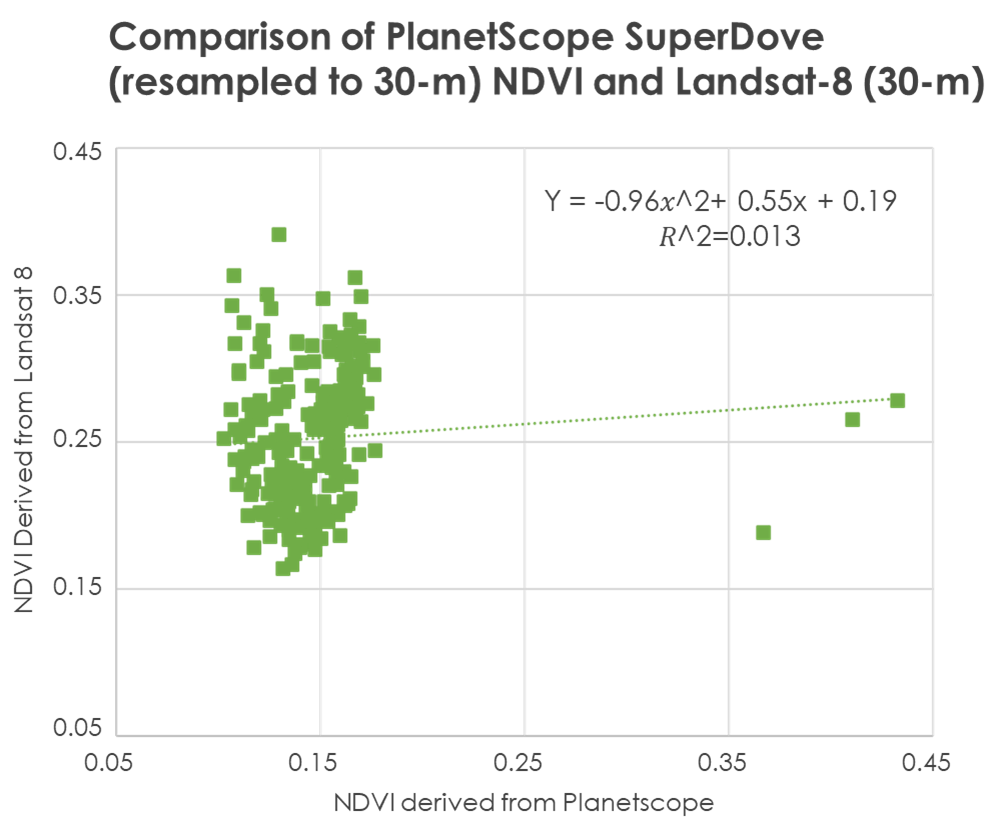 Comparison of PlanetScope SuperDove
(resampled to 30-m) NDVI and Landsat-8 (30-m)
0.45
Y = -0.96x^2+ 0.55x + 0.19
R^2=0.013
0.35
0.25
0.15
0.05
NDVI Derived from Landsat 8
0.05 0.15 0.25 0.35 0.45
NDVI derived from Planetscope